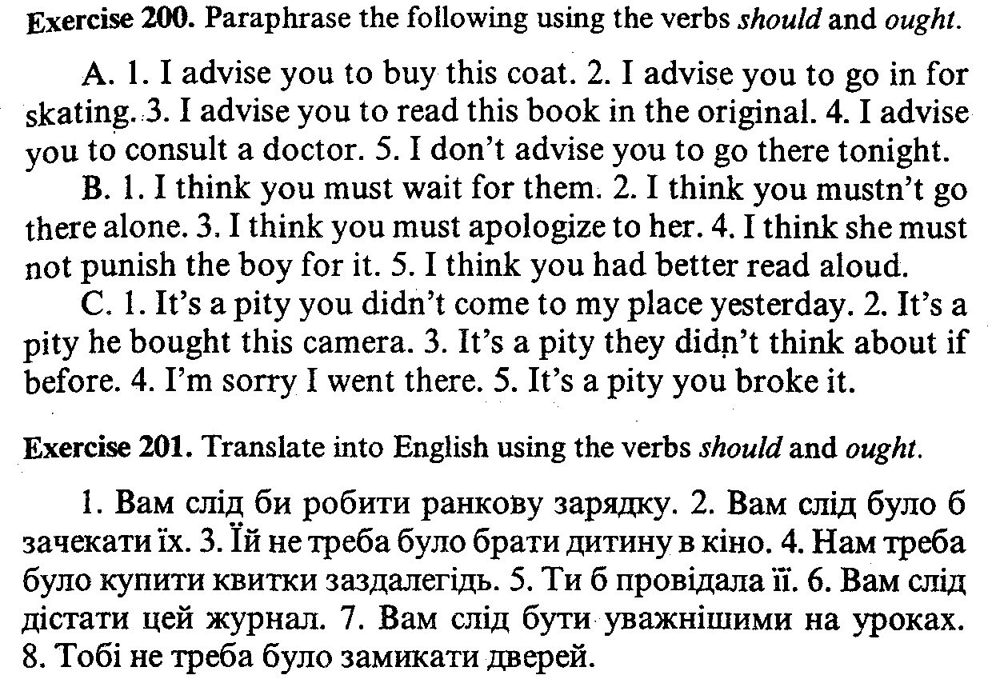 Exercise 200. Paraphrase the following using the verbs should and ought.
A. 1. I advise you to buy this coat. 2. I advise you to go in for
skating. 3. I advise you to read this book in the original. 4. I advise
you to consult a doctor. 5. I don't advise you to go there tonight.
B. 1. I think you must wait for them. 2. I think you mustn't go
there alone. 3. I think you must apologize to her. 4. I think she must
not punish the boy for it. 5. I think you had better read aloud.
C. 1. It's a pity you didn't come to my place yesterday. 2. It's a
pity he bought this camera. 3. It's a pity they didn't think about if
before. 4. I'm sorry I went there. 5. It's a pity you broke it.
Exercise 201. Translate into English using the verbs should and ought.
1. Вам слід би робити ранкову зарядку. 2. Вам слід було б
зачекати їх. 3. Їй не треба було брати дитину в кіно. 4. Нам треба
було купити квитки заздалегідь. 5. Ти б провідала її. 6. Вам слід
дістати цей журнал. 7. Вам слід бути уважнішими на уроках.
8. Тобі не треба було замикати дверей.